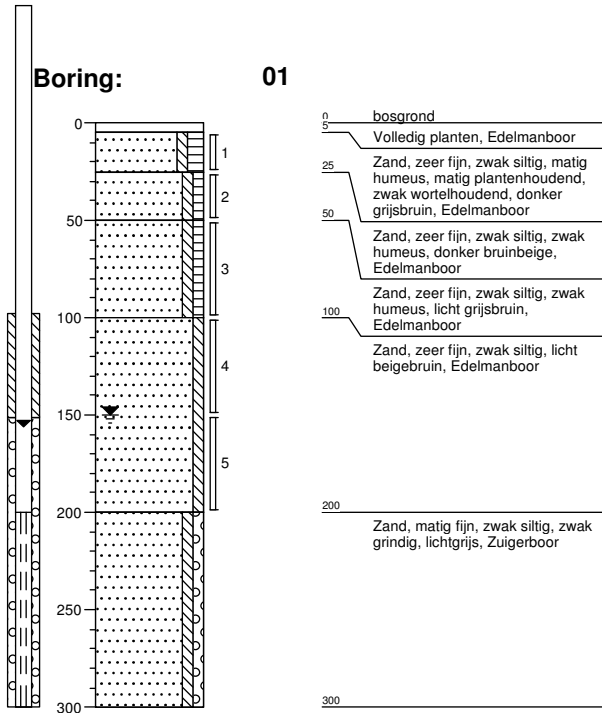 Boring: 01
0
50
100
150
200
250
300
1
2
3
4
5
0 bosgrond
5
Volledig planten, Edelmanboor
25
Zand, zeer fijn, zwak siltig, matig
humeus, matig plantenhoudend,
zwak wortelhoudend, donker
grijsbruin, Edelmanboor
50
Zand, zeer fijn, zwak siltig, zwak
humeus, donker bruinbeige,
Edelmanboor
100
Zand, zeer fijn, zwak siltig, zwak
humeus, licht grijsbruin,
Edelmanboor
Zand, zeer fijn, zwak siltig, licht
beigebruin, Edelmanboor
200
Zand, matig fijn, zwak siltig, zwak
grindig, lichtgrijs, Zuigerboor
300